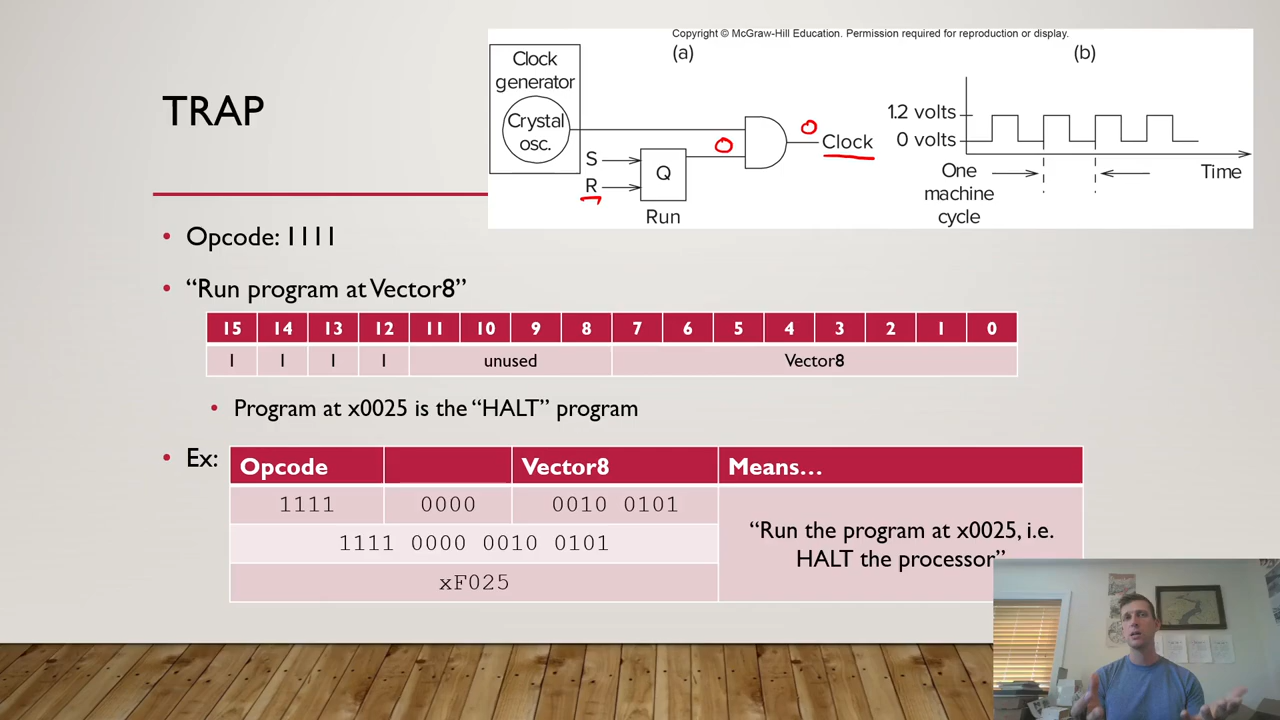 Copyright © McGraw-Hill Education. Permission required for reproduction or display.
(a)
(b)
Clock
generator
Crystal
osc.
S
R
Q
Run
0
0
Clock
1.2 volts
0 volts
One
machine
cycle
Time
TRAP
• Opcode: 1111
• “Run program at Vector8”
15 14 13 12 11 10 9 8 7 6 5 4 3 2 1 0
1 1 1 1 unused Vector8
• Program at x0025 is the “HALT” program
• Ex:
Opcode Vector8 Means…
1111 0000 0010 0101
1111 0000 0010 0101
xF025
“Run the program at x0025, i.e.
HALT the processor”